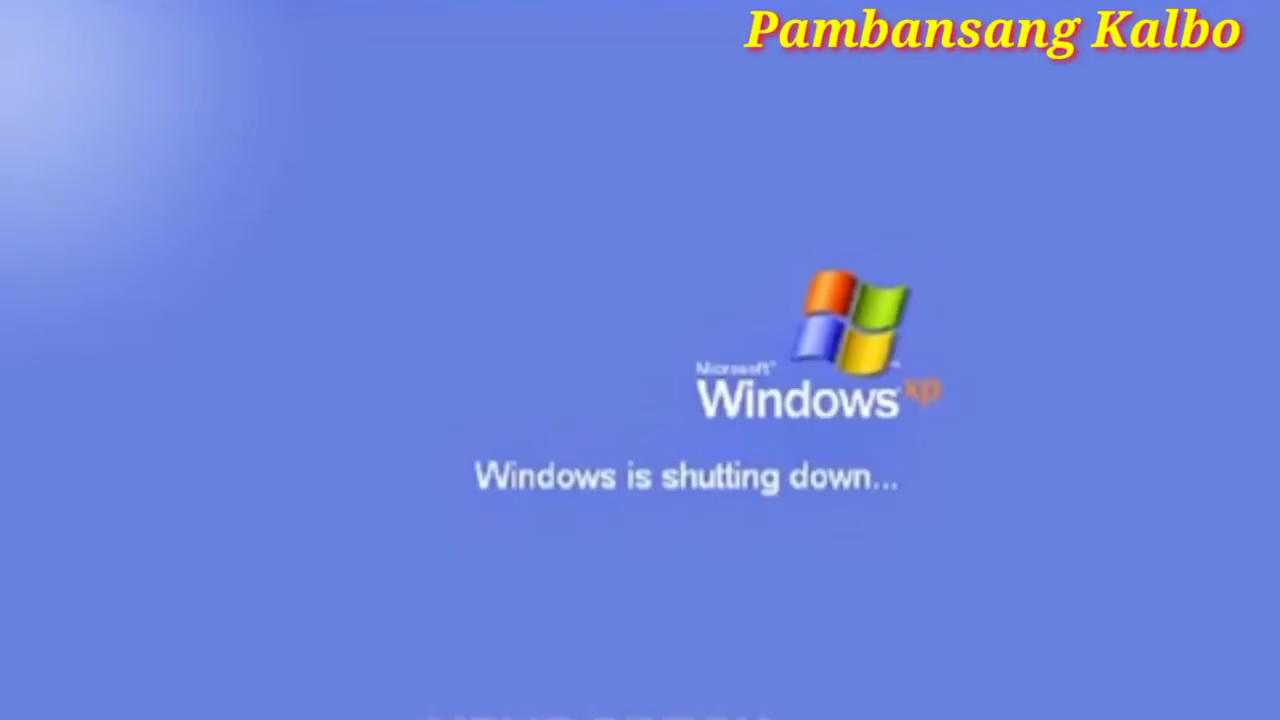 Pambansang Kalbo
Microsoft
Windows xp
Windows is shutting down...